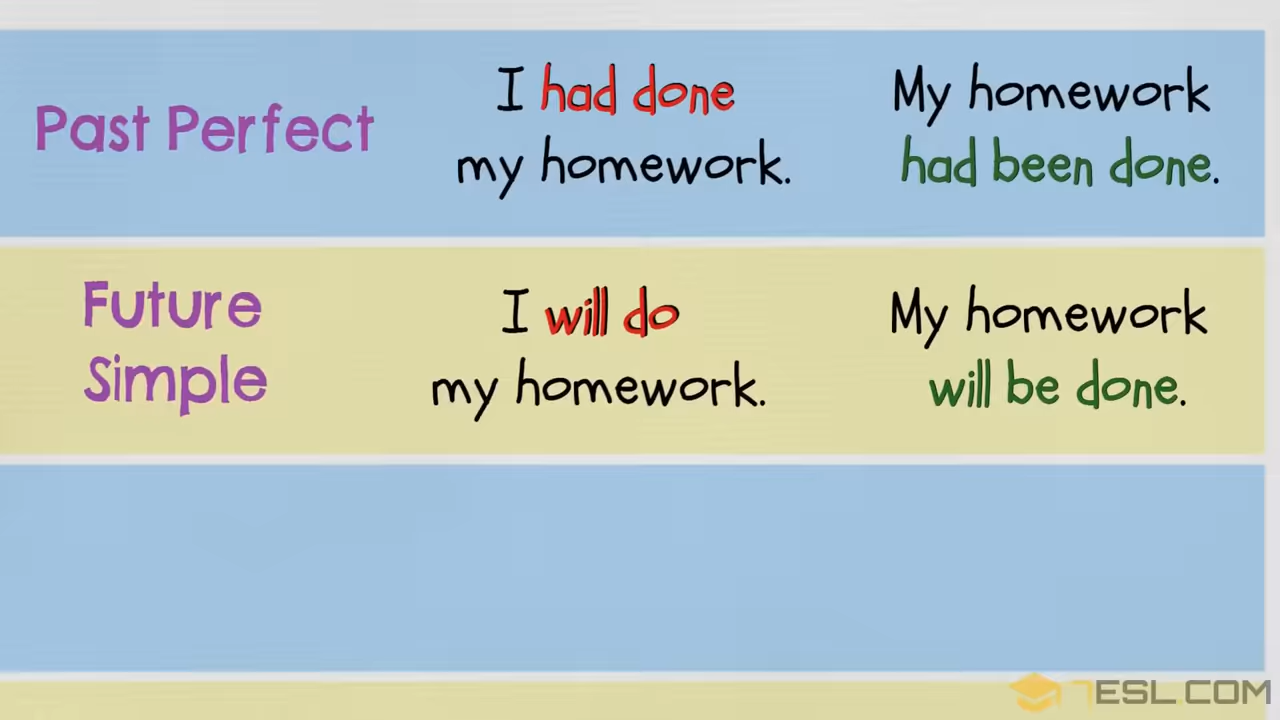 Past Perfect
I had done
my homework.
My homework
had been done.
Future
Simple
I will do
my homework.
My homework
will be done.
7ESL.COM